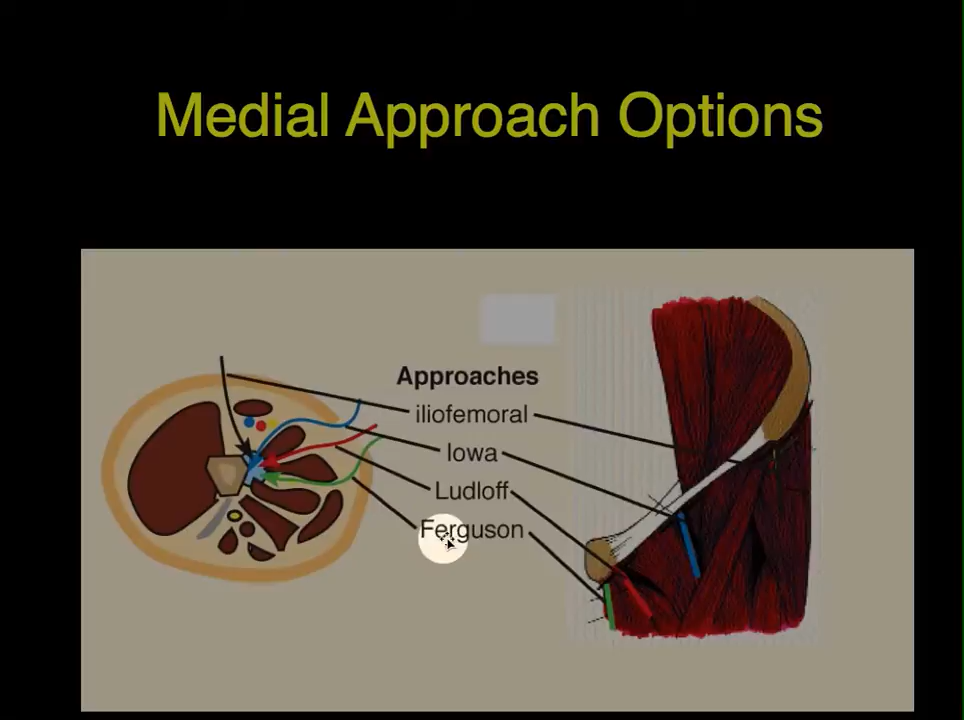 Medial Approach Options
Approaches
iliofemoral
Iowa
Ludloff
Ferguson